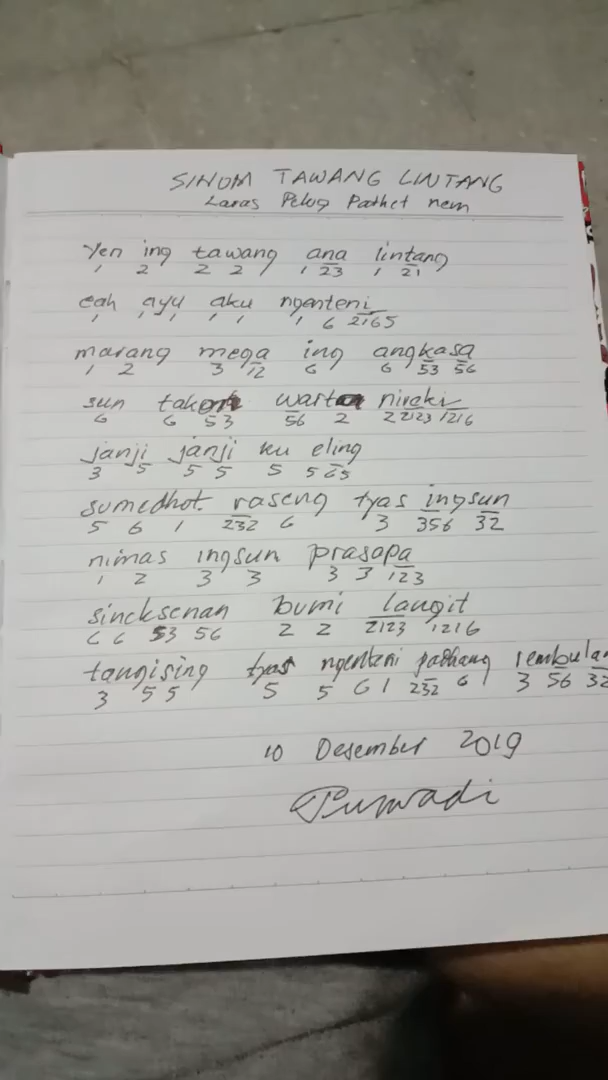 SINOM TAWANG LINTANG
Laras Pelog Pathet nem
Yen ing tawang ana lintang
1 2 2 2 1 23 1 21
cah ayu aku ngenteni
1 1 1 1 1 1 6 2165
marang mega ing angkasa
1 2 3 12 6 6 53 56
sun takon warta nireki
6 6 53 56 2 2 2123 1216
janji janji ku eling
3 5 5 5 5 5 65
sumedhot raseng tyas ingsun
5 6 1 232 6 3 356 32
nimas ingsun prasapa
1 2 3 3 3 3 123
sineksenan bumi langit
6 6 53 56 2 2 2123 1216
tangising tyas ngenteni padhang rembulan
3 5 5 5 5 6 1 232 6 3 56 32
10 Desember 2019
Purwadi